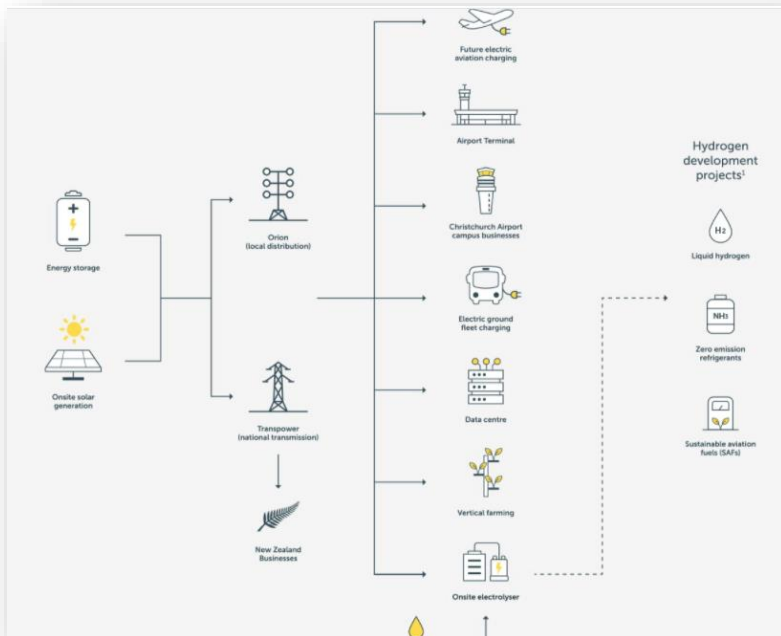 Future electric
aviation charging
Airport Terminal
Hydrogen
development
projects¹
Christchurch Airport
campus businesses
Orion
(local distribution)
H2
Liquid hydrogen
Energy storage
Electric ground
fleet charging
NH3
Zero emission
refrigerants
Onsite solar
generation
Data centre
Transpower
(national transmission)
Sustainable aviation
fuels (SAFs)
Vertical farming
New Zealand
Businesses
Onsite electrolyser